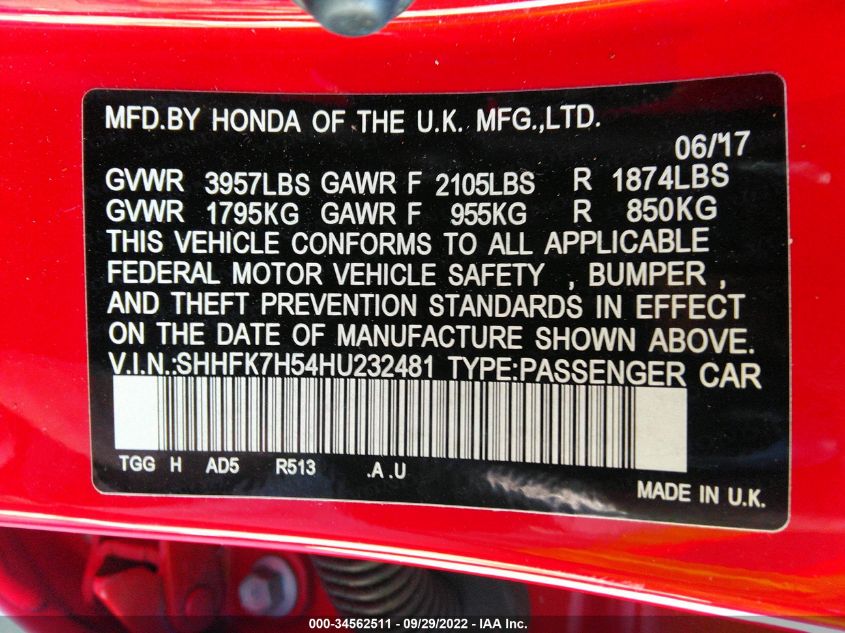 MFD.BY HONDA OF THE U.K. MFG.,LTD.
06/17
GVWR 3957LBS GAWR F 2105LBS R 1874LBS
GVWR 1795KG GAWR F 955KG R 850KG
THIS VEHICLE CONFORMS TO ALL APPLICABLE
FEDERAL MOTOR VEHICLE SAFETY , BUMPER ,
AND THEFT PREVENTION STANDARDS IN EFFECT
ON THE DATE OF MANUFACTURE SHOWN ABOVE.
V.I.N.:SHHFK7H54HU232481 TYPE:PASSENGER CAR
TGG H AD5 R513 .A .U
MADE IN U.K.
000-34562511 - 09/29/2022 - IAA Inc.